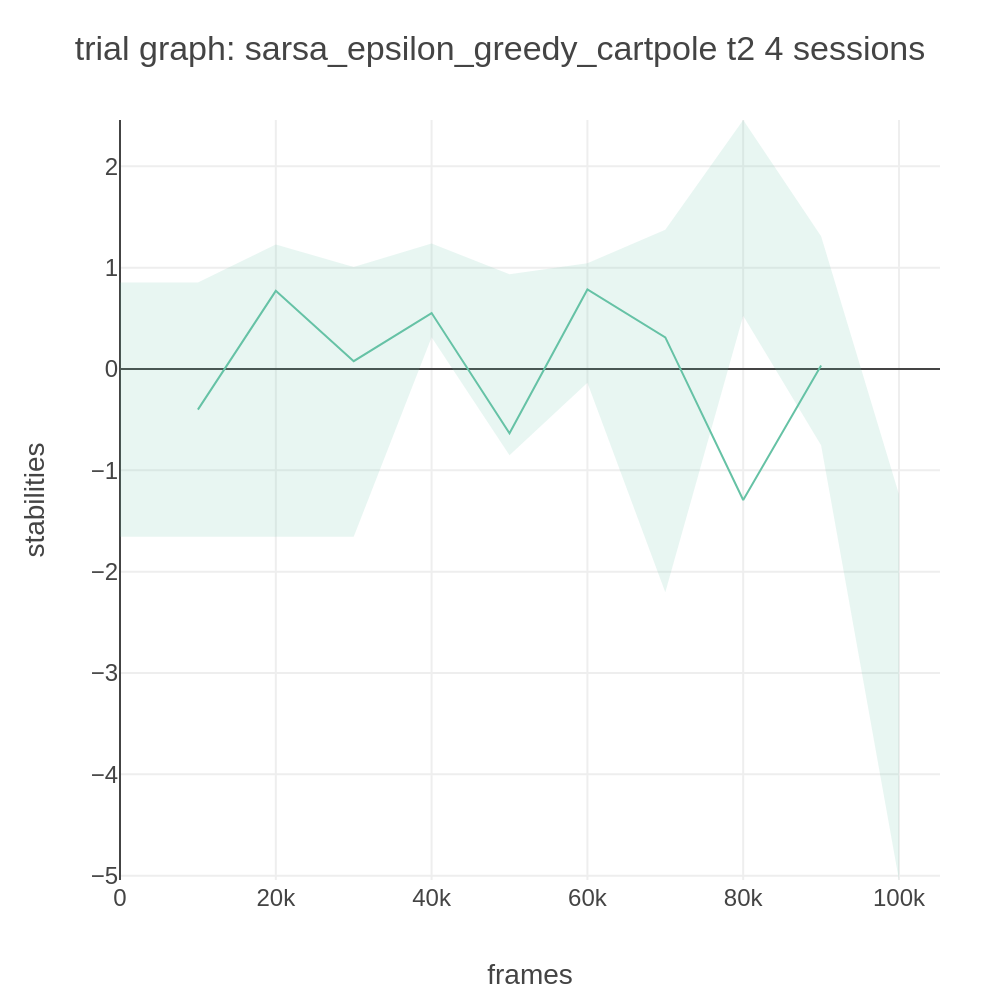 trial graph: sarsa_epsilon_greedy_cartpole t2 4 sessions
2
1
0
−1
−2
−3
−4
−5
stabilities
0 20k 40k 60k 80k 100k
frames